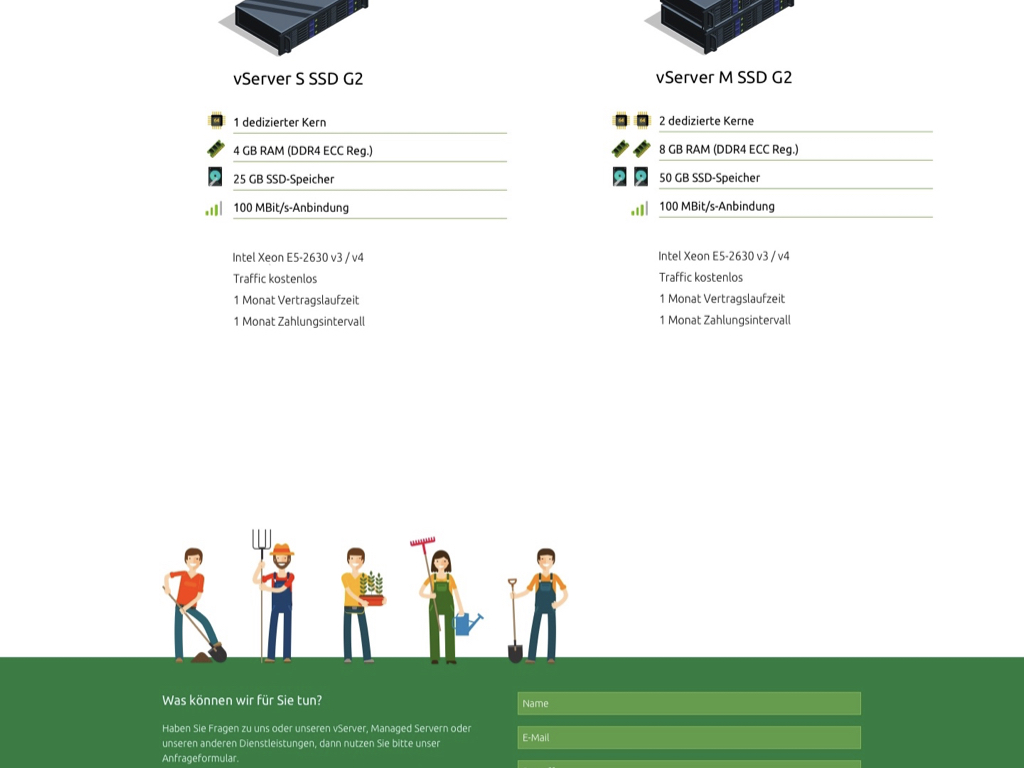 vServer S SSD G2
1 dedizierter Kern
4 GB RAM (DDR4 ECC Reg.)
25 GB SSD-Speicher
100 MBit/s-Anbindung
Intel Xeon E5-2630 v3 / v4
Traffic kostenlos
1 Monat Vertragslaufzeit
1 Monat Zahlungsintervall
vServer M SSD G2
2 dedizierte Kerne
8 GB RAM (DDR4 ECC Reg.)
50 GB SSD-Speicher
100 MBit/s-Anbindung
Intel Xeon E5-2630 v3 / v4
Traffic kostenlos
1 Monat Vertragslaufzeit
1 Monat Zahlungsintervall
Was können wir für Sie tun?
Haben Sie Fragen zu uns oder unseren vServer, Managed Servern oder
unseren anderen Dienstleistungen, dann nutzen Sie bitte unser
Anfrageformular.
Name
E-Mail